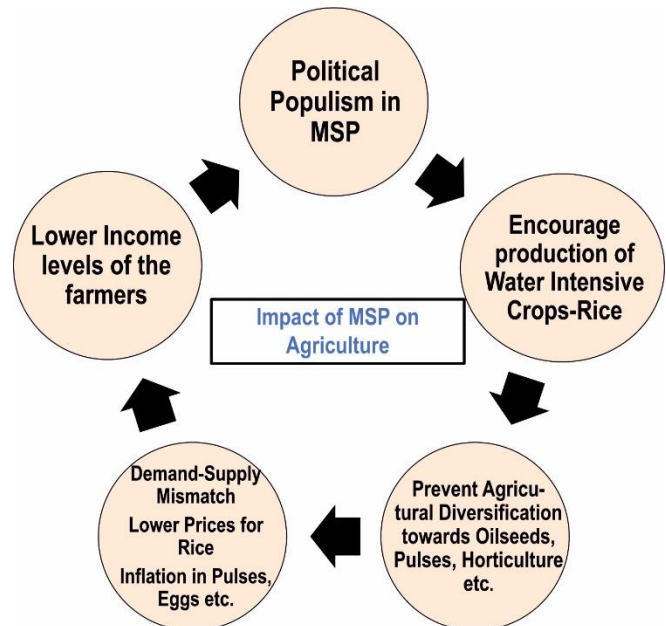 Political
Populism in
MSP
Encourage
production of
Water Intensive
Crops-Rice
Prevent Agricu-
tural Diversification
towards Oilseeds,
Pulses, Horticulture
etc.
Demand-Supply
Mismatch
Lower Prices for
Rice
Inflation in Pulses,
Eggs etc.
Lower Income
levels of the
farmers
Impact of MSP on
Agriculture